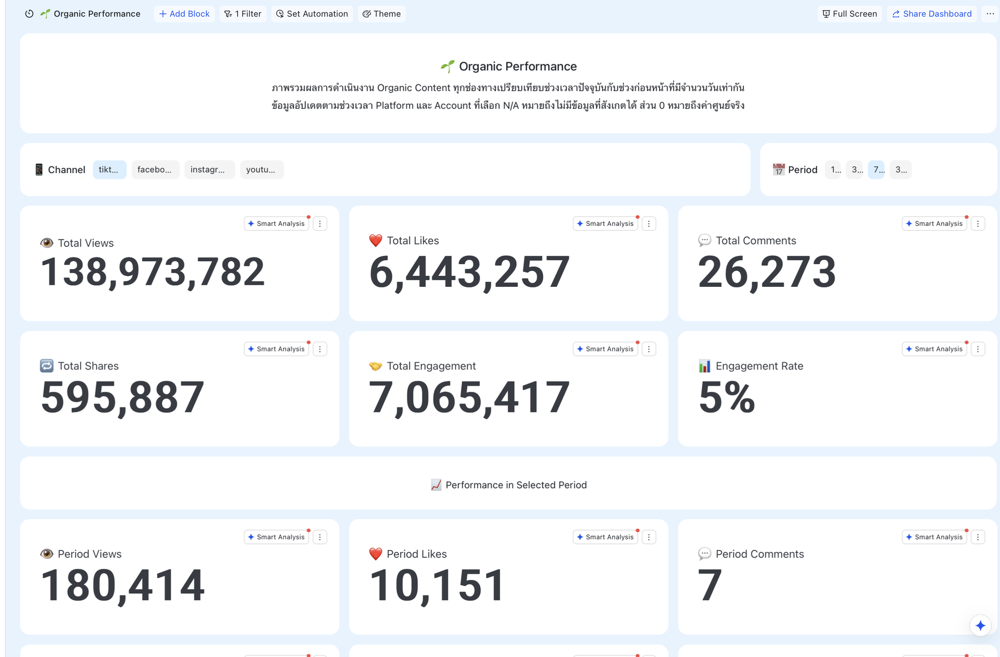 Organic Performance
Add Block
1 Filter
Set Automation
Theme
Full Screen
Share Dashboard
Organic Performance
ภาพรวมผลการดำเนินงาน Organic Content ทุกช่องทางเปรียบเทียบช่วงเวลาปัจจุบันกับช่วงก่อนหน้าที่มีจำนวนวันเท่ากัน
ข้อมูลอัปเดตตามช่วงเวลา Platform และ Account ที่เลือก N/A หมายถึงไม่มีข้อมูลที่สังเกตได้ ส่วน 0 หมายถึงค่าศูนย์จริง
Channel
tikt...
facebo...
instagr...
youtu...
17
Period
1...
3...
7...
3...
Smart Analysis
Total Views
138,973,782
Smart Analysis
Total Likes
6,443,257
Smart Analysis
Total Comments
26,273
Smart Analysis
Total Shares
595,887
Smart Analysis
Total Engagement
7,065,417
Smart Analysis
Engagement Rate
5%
Performance in Selected Period
Smart Analysis
Period Views
180,414
Smart Analysis
Period Likes
10,151
Smart Analysis
Period Comments
7